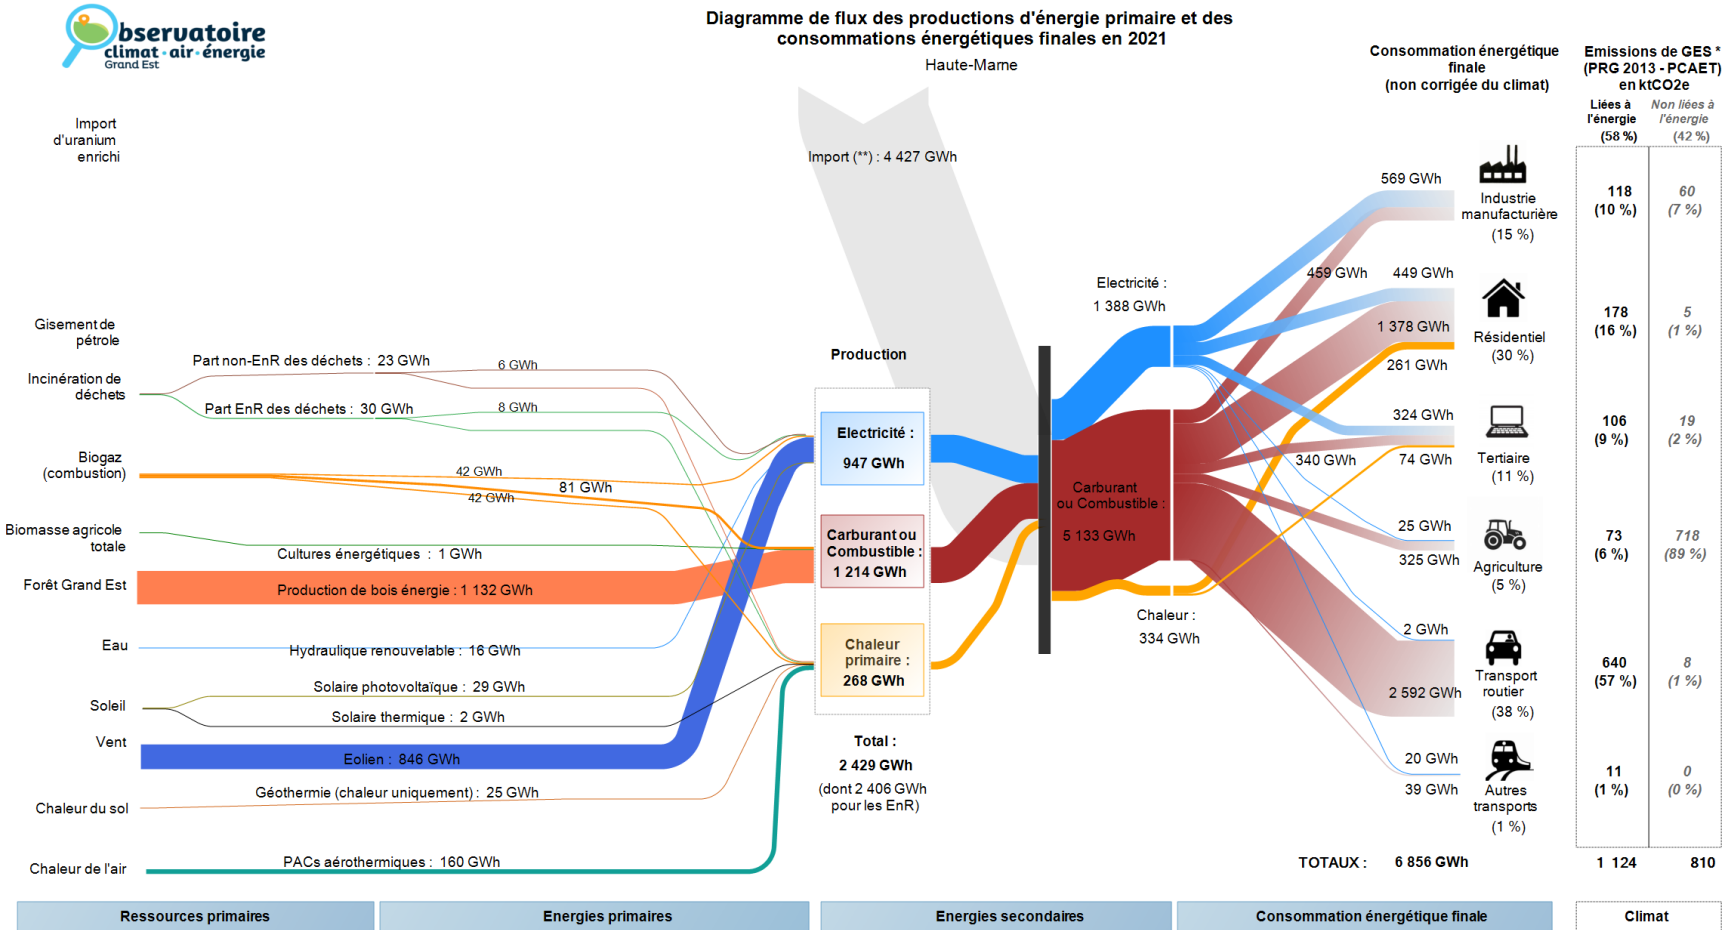 Observatoire
climat · air · énergie
Grand Est
Diagramme de flux des productions d'énergie primaire et des
consommations énergétiques finales en 2021
Haute-Marne
Consommation énergétique
finale
(non corrigée du climat)
Emissions de GES *
(PRG 2013 - PCAET)
en ktCO2e
Liées à
l'énergie
(58 %)
Non liées à
l'énergie
(42 %)
Import
d'uranium
enrichi
Import (**) : 4 427 GWh
Gisement de
pétrole
Incinération de
déchets
Part non-EnR des déchets : 23 GWh
6 GWh
Part EnR des déchets : 30 GWh
8 GWh
Biogaz
(combustion)
42 GWh
81 GWh
42 GWh
Biomasse agricole
totale
Cultures énergétiques : 1 GWh
Forêt Grand Est
Production de bois énergie : 1 132 GWh
Eau
Hydraulique renouvelable : 16 GWh
Soleil
Solaire photovoltaïque : 29 GWh
Solaire thermique : 2 GWh
Vent
Eolien : 846 GWh
Chaleur du sol
Géothermie (chaleur uniquement) : 25 GWh
Chaleur de l'air
PACs aérothermiques : 160 GWh
Production
Electricité :
947 GWh
Carburant ou
Combustible :
1 214 GWh
Chaleur
primaire :
268 GWh
Total :
2 429 GWh
(dont 2 406 GWh
pour les EnR)
Electricité :
1 388 GWh
Carburant
ou Combustible :
5 133 GWh
Chaleur :
334 GWh
569 GWh
459 GWh
Industrie
manufacturière
(15 %)
118
(10 %)
60
(7 %)
449 GWh
1 378 GWh
261 GWh
Résidentiel
(30 %)
178
(16 %)
5
(1 %)
324 GWh
340 GWh
74 GWh
Tertiaire
(11 %)
106
(9 %)
19
(2 %)
25 GWh
325 GWh
Agriculture
(5 %)
73
(6 %)
718
(89 %)
2 GWh
2 592 GWh
Transport
routier
(38 %)
640
(57 %)
8
(1 %)
20 GWh
39 GWh
Autres
transports
(1 %)
11
(1 %)
0
(0 %)
TOTAUX : 6 856 GWh
1 124
810
Ressources primaires
Energies primaires
Energies secondaires
Consommation énergétique finale
Climat